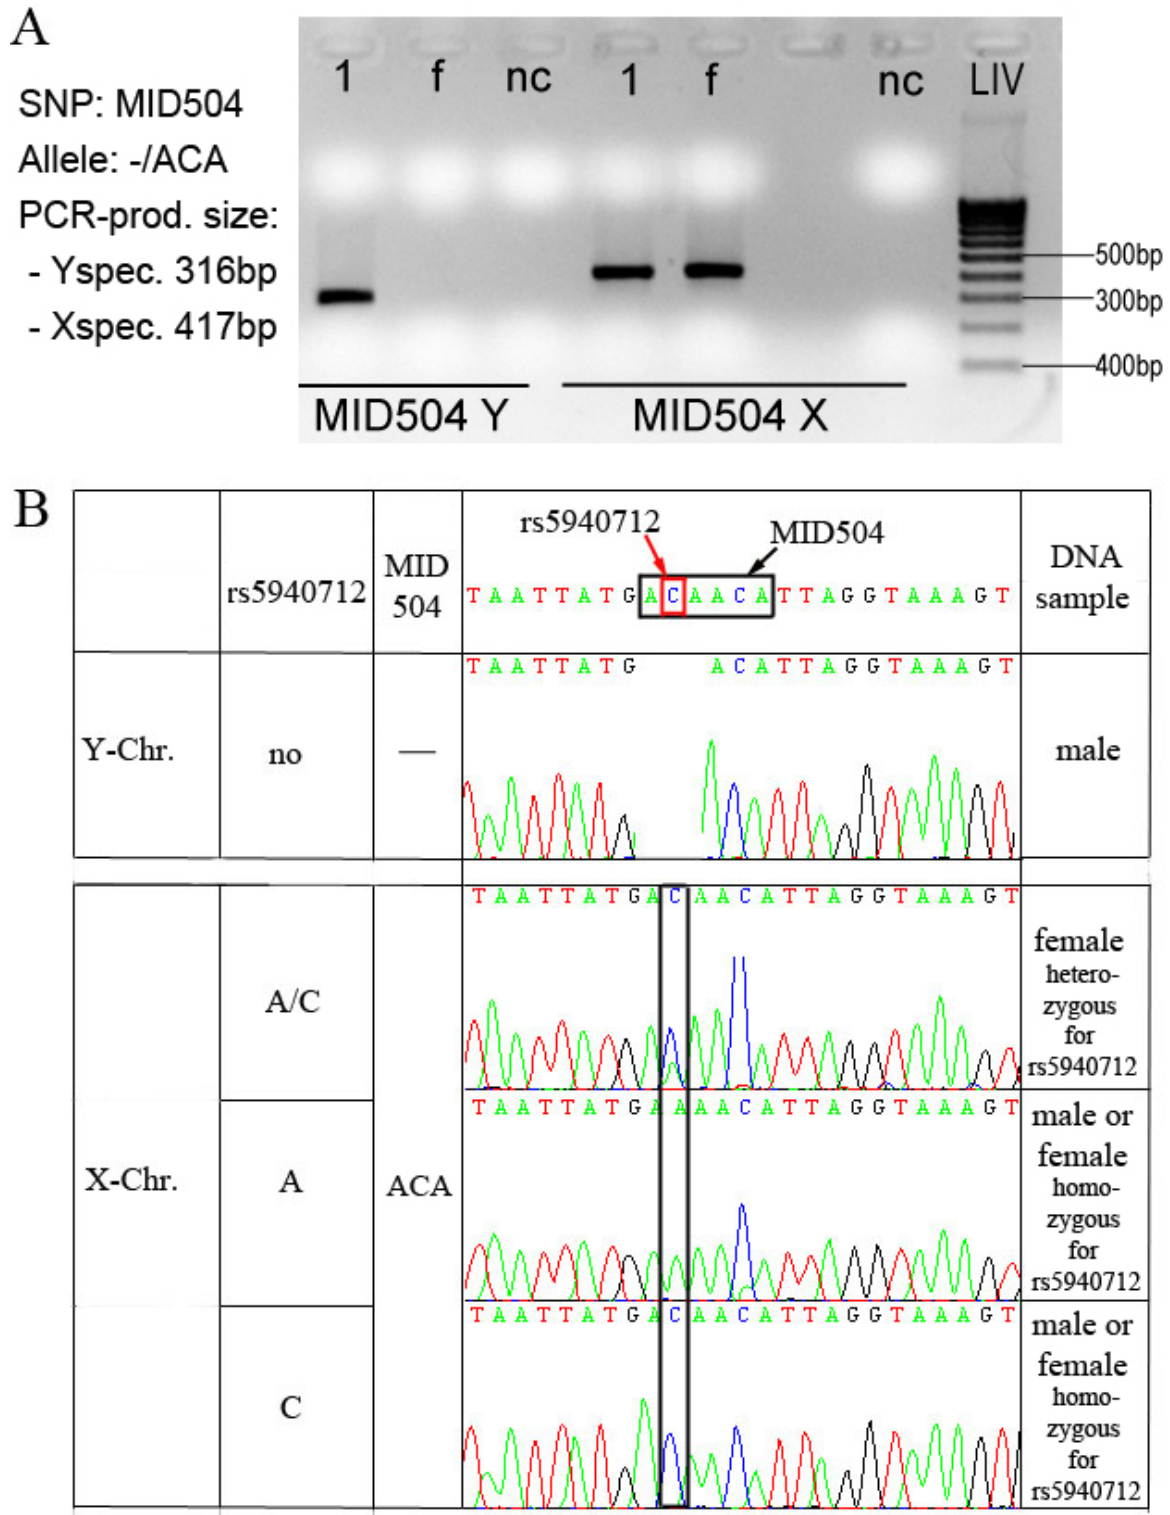 A
SNP: MID504
Allele: -/ACA
PCR-prod. size:
- Yspec. 316bp
- Xspec. 417bp
1 f nc 1 f nc LIV
500bp
300bp
400bp
MID504 Y MID504 X
B
rs5940712
MID
504
rs5940712
MID504
TAATTATGACAACATTAGGTAAAGT
DNA
sample
Y-Chr.
no
—
TAATTATG ACATTAGGTAAAGT
male
X-Chr.
ACA
A/C
TAATTATGACAACATTAGGTAAAGT
female
hetero-
zygous
for
rs5940712
A
TAATTATGAAAACATTAGGTAAAGT
male or
female
homo-
zygous
for
rs5940712
C
TAATTATGACAACATTAGGTAAAGT
male or
female
homo-
zygous
for
rs5940712